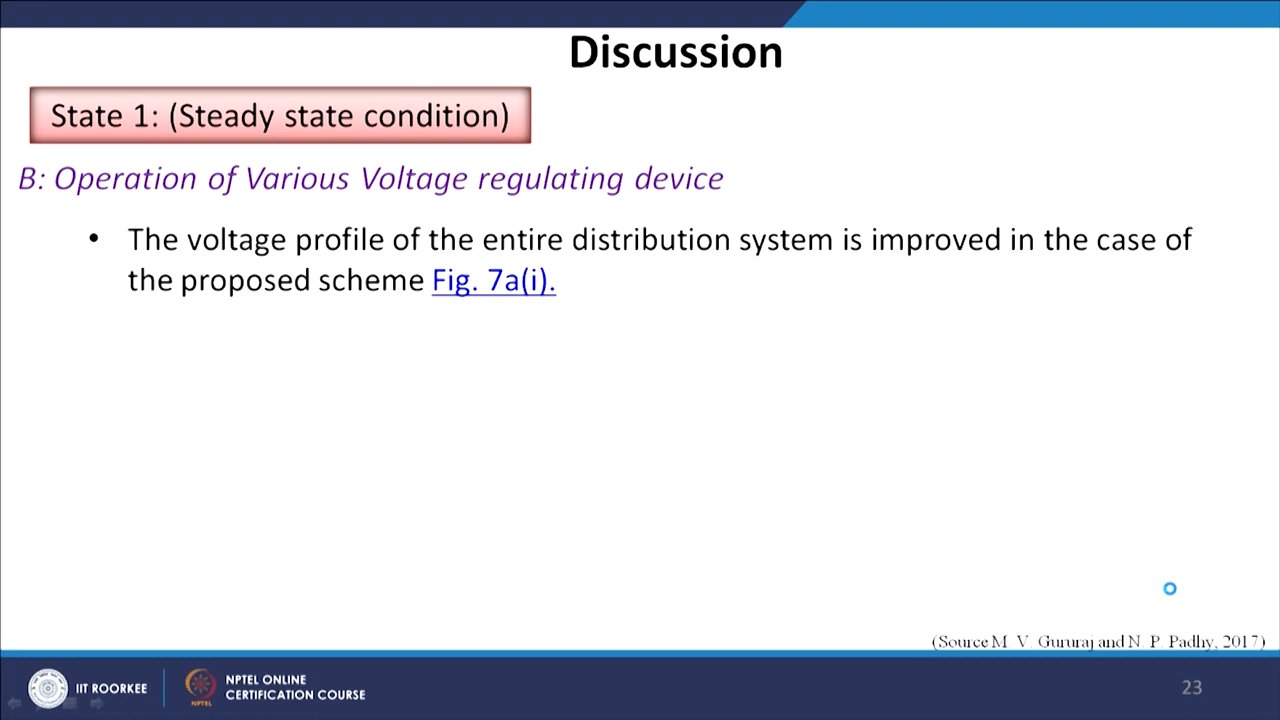 Discussion
State 1: (Steady state condition)
B: Operation of Various Voltage regulating device
• The voltage profile of the entire distribution system is improved in the case of
the proposed scheme Fig. 7a(i).
(Source M. V. Gururaj and N. P. Padhy, 2017)
IIT ROORKEE
NPTEL
NPTEL ONLINE
CERTIFICATION COURSE
23